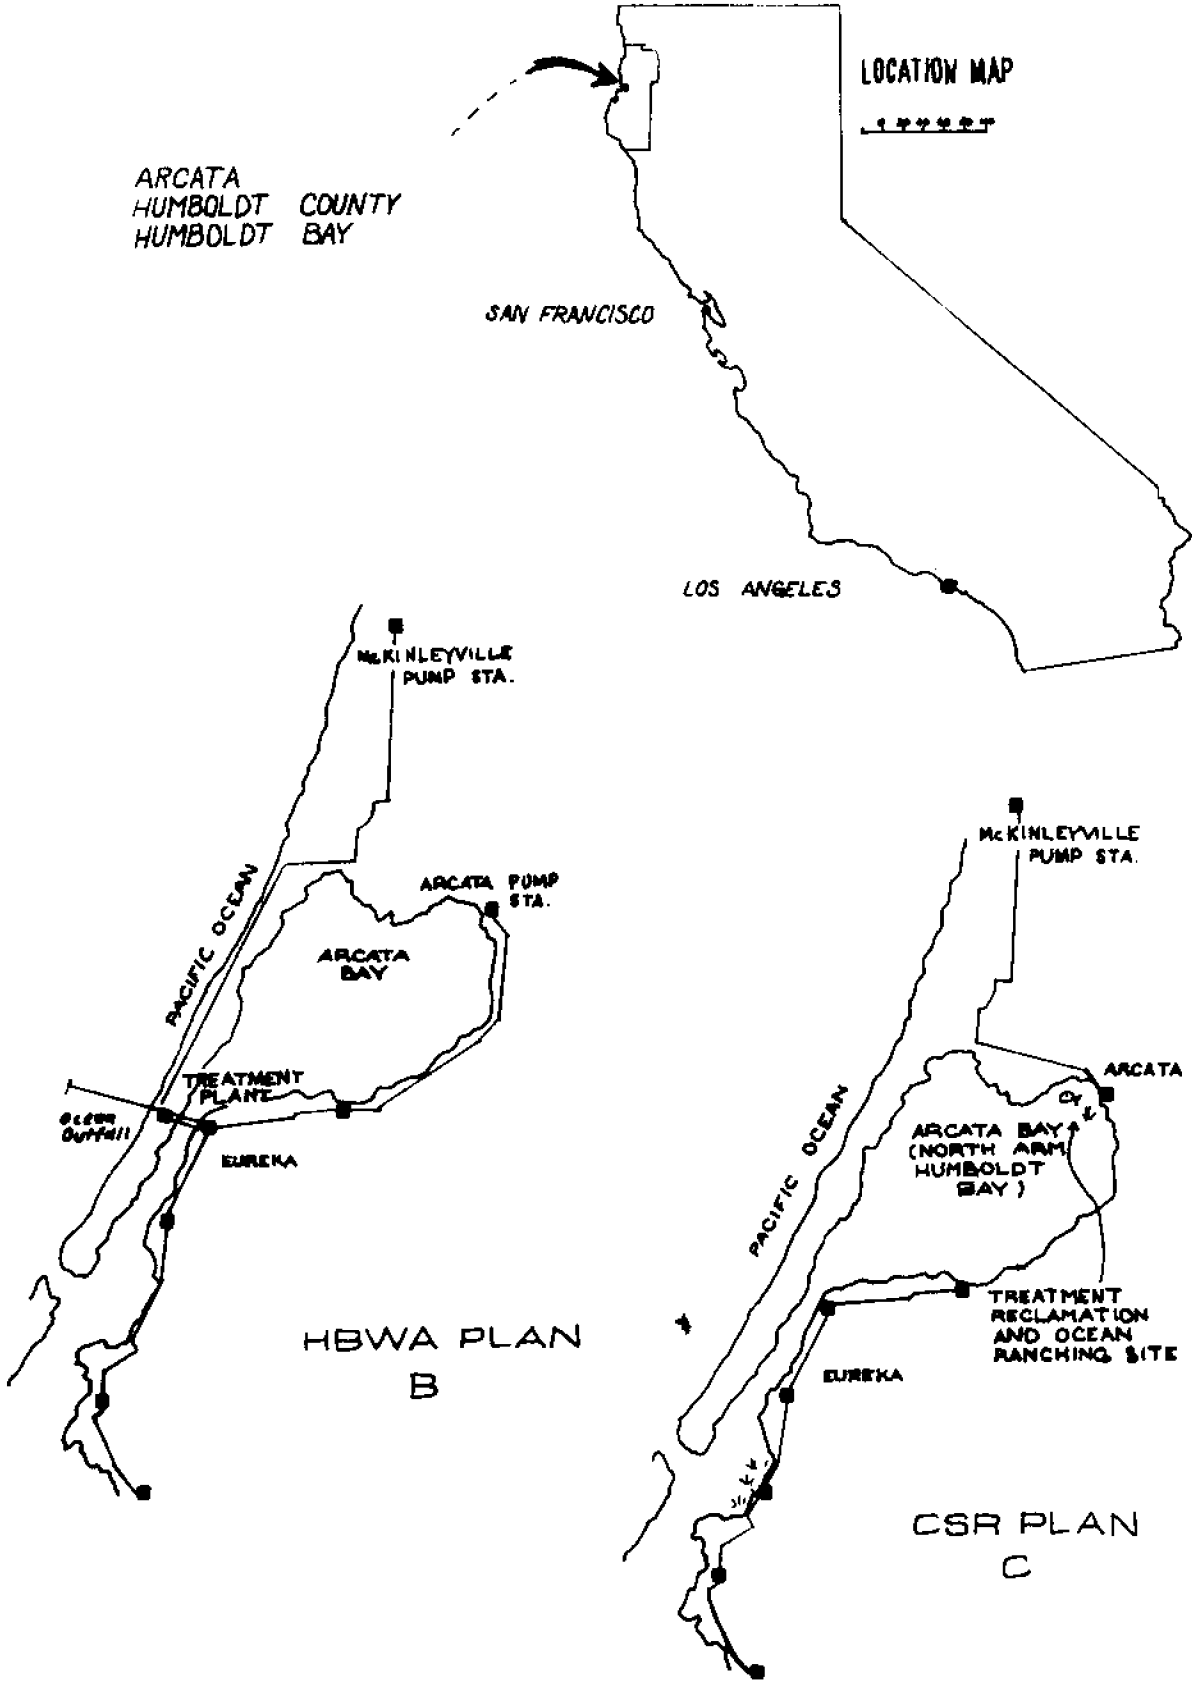 LOCATION MAP
ARCATA
HUMBOLDT COUNTY
HUMBOLDT BAY
SAN FRANCISCO
LOS ANGELES
McKINLEYVILLE
PUMP STA.
PACIFIC OCEAN
ARCATA PUMP
STA.
ARCATA
BAY
TREATMENT
PLANT
Ocean
Outfall
EUREKA
HBWA PLAN
B
McKINLEYVILLE
PUMP STA.
PACIFIC OCEAN
ARCATA
ARCATA BAY
(NORTH ARM
HUMBOLDT
BAY)
TREATMENT
RECLAMATION
AND OCEAN
RANCHING SITE
EUREKA
CSR PLAN
C